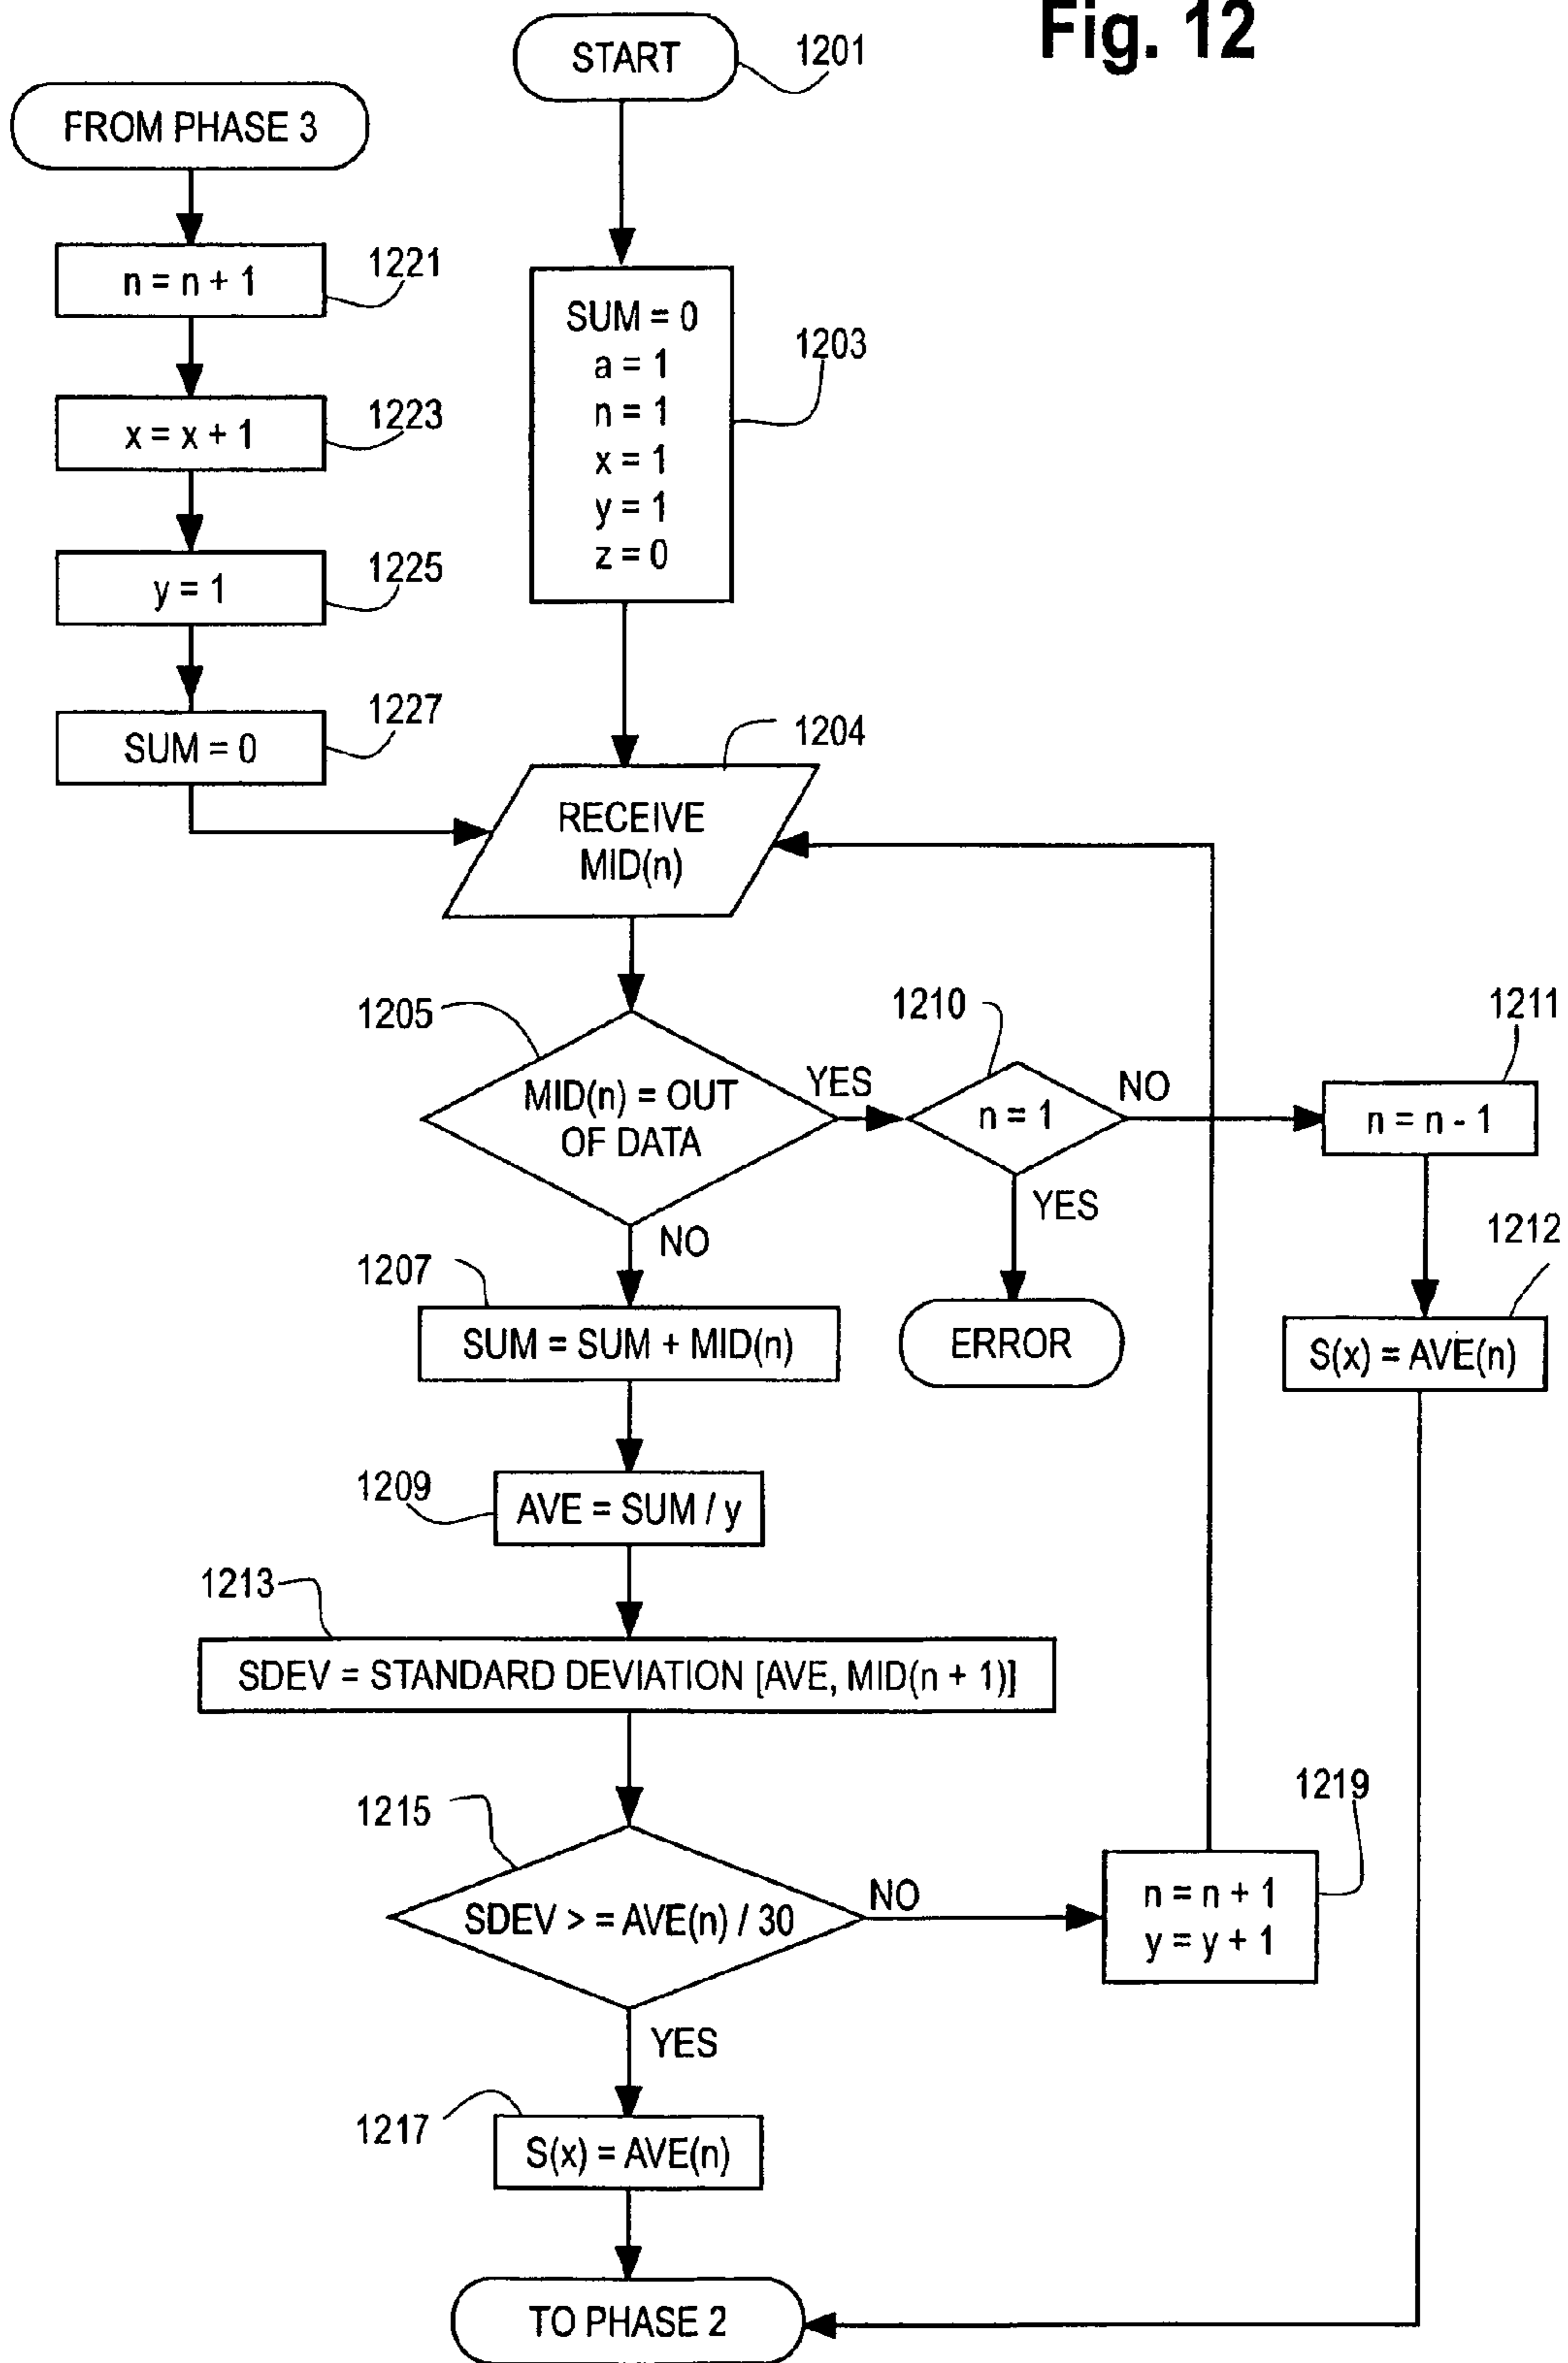 Fig. 12
START
1201
FROM PHASE 3
n = n + 1
1221
x = x + 1
1223
y = 1
1225
SUM = 0
1227
SUM = 0
a = 1
n = 1
x = 1
y = 1
z = 0
1203
1204
RECEIVE
MID(n)
1205
MID(n) = OUT
OF DATA
YES
1210
n = 1
NO
1211
n = n - 1
YES
ERROR
1212
S(x) = AVE(n)
NO
1207
SUM = SUM + MID(n)
1209
AVE = SUM / y
1213
SDEV = STANDARD DEVIATION [AVE, MID(n + 1)]
1215
SDEV > = AVE(n) / 30
NO
1219
n = n + 1
y = y + 1
YES
1217
S(x) = AVE(n)
TO PHASE 2